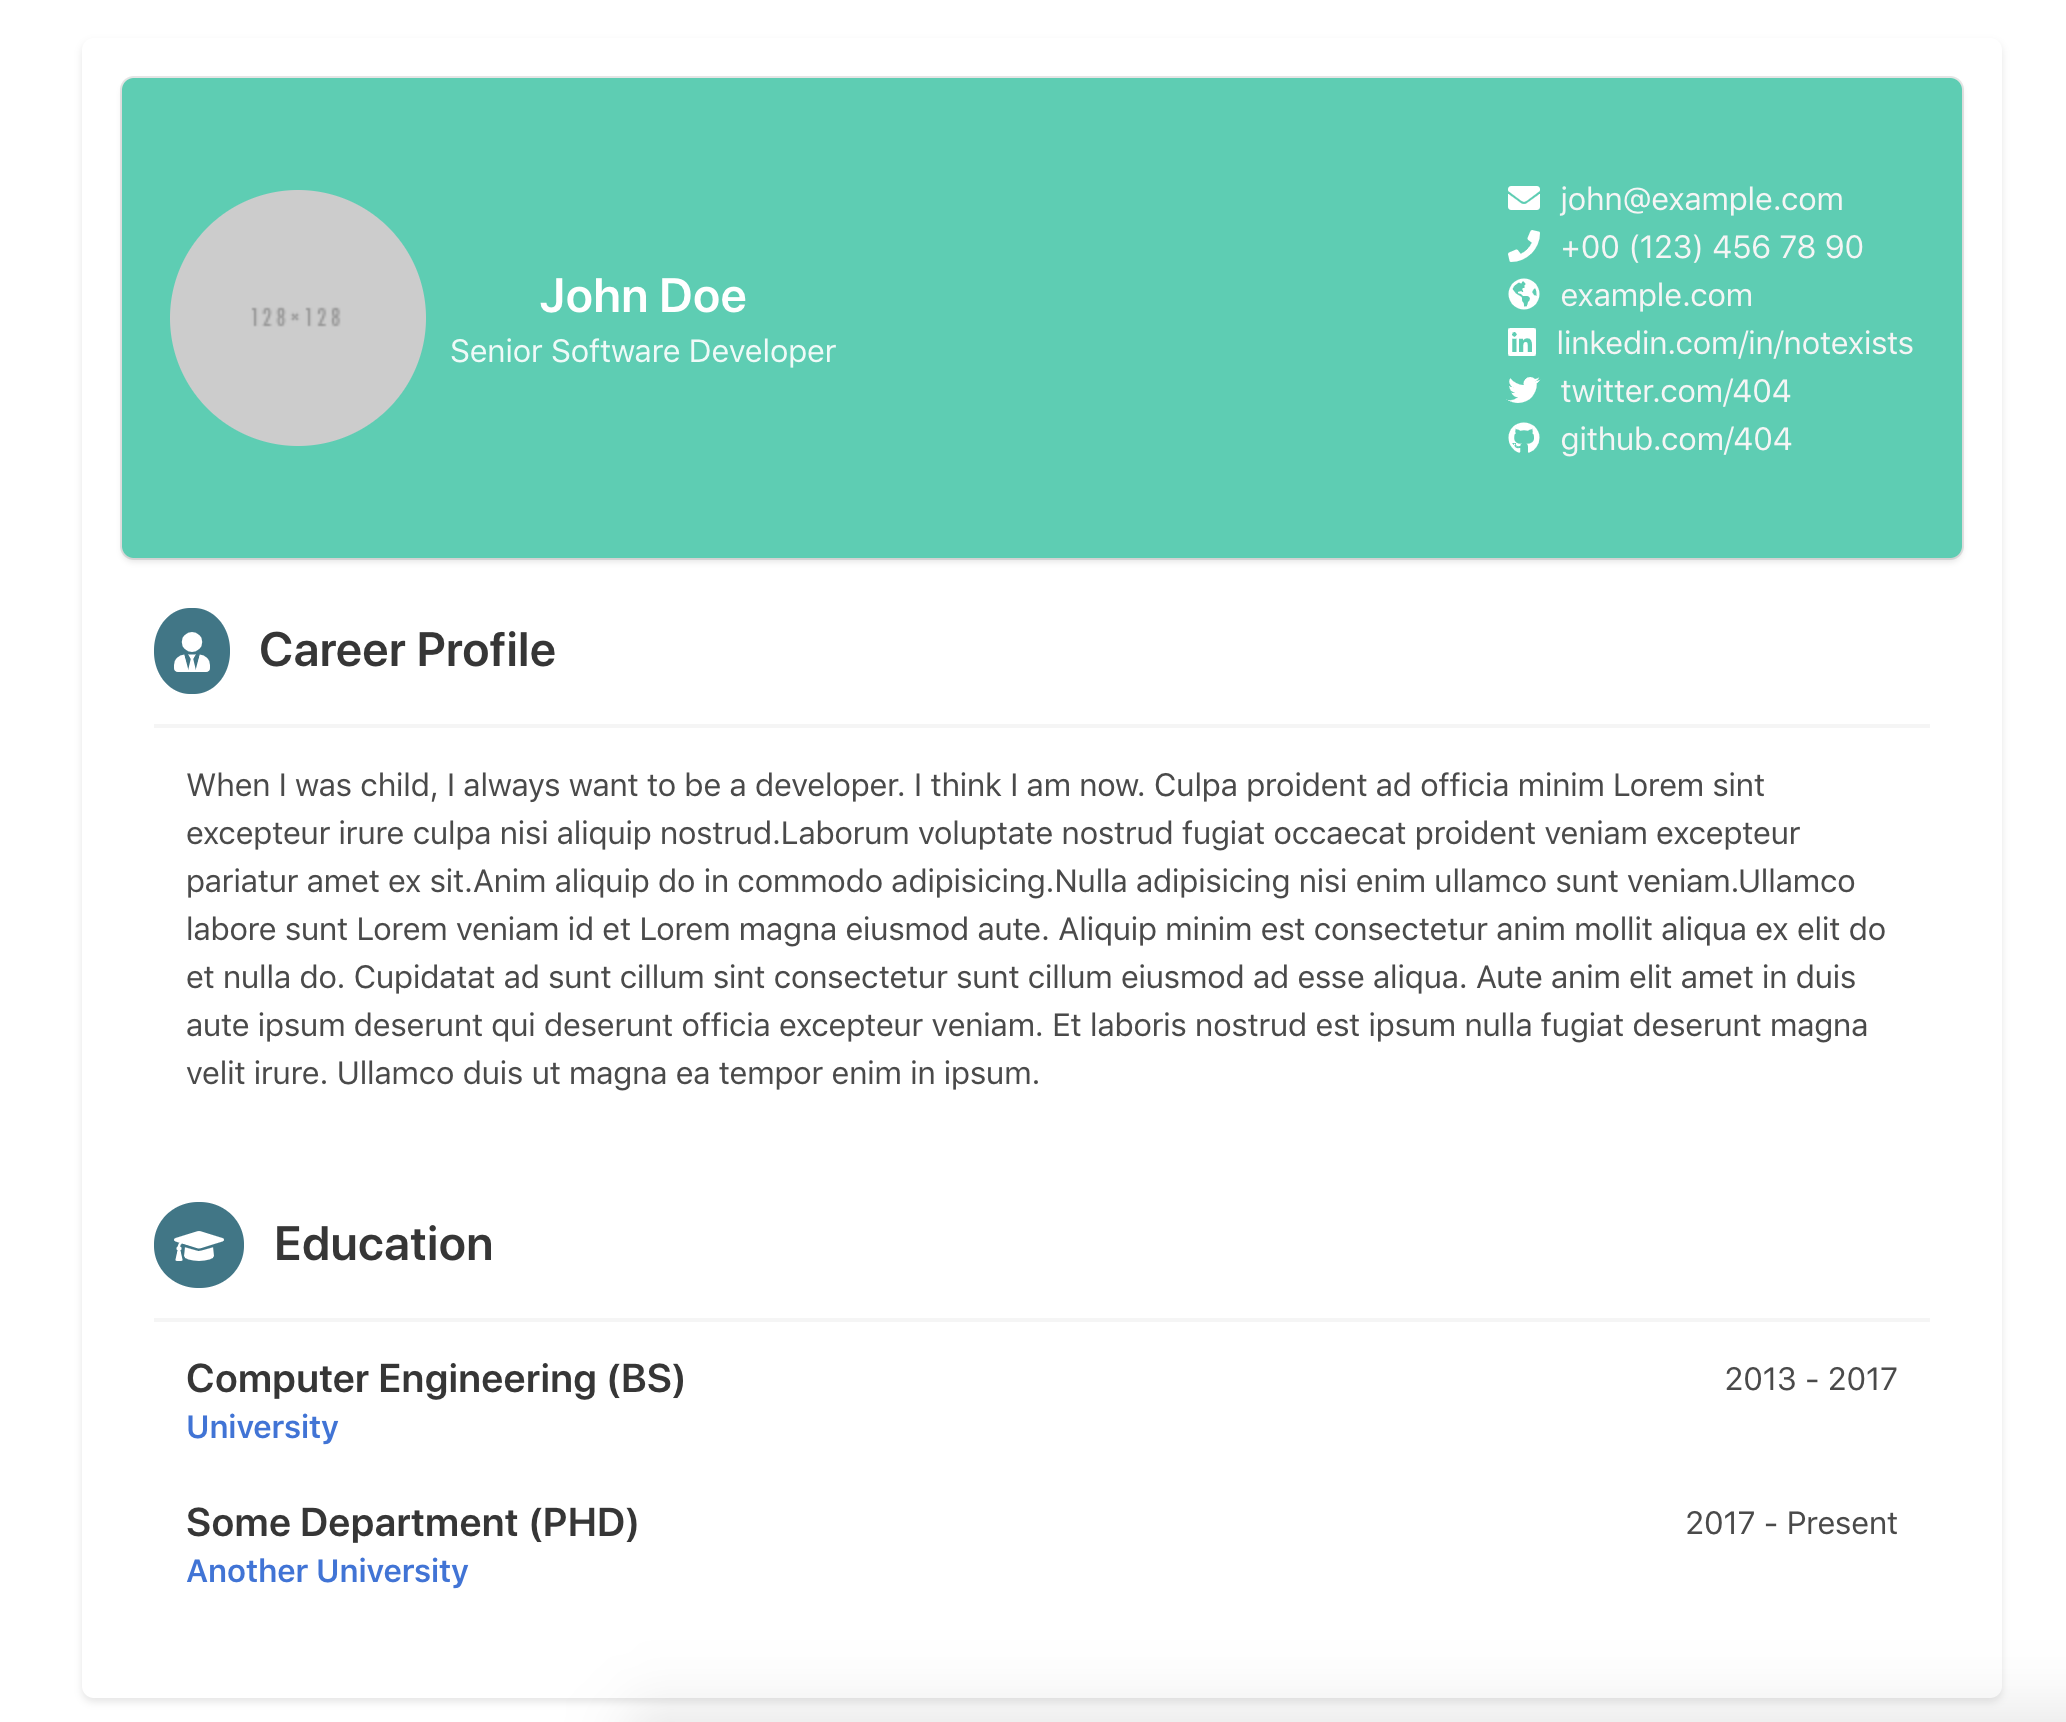 128×128
John Doe
Senior Software Developer
john@example.com
+00 (123) 456 78 90
example.com
linkedin.com/in/notexists
twitter.com/404
github.com/404
Career Profile
When I was child, I always want to be a developer. I think I am now. Culpa proident ad officia minim Lorem sint
excepteur irure culpa nisi aliquip nostrud.Laborum voluptate nostrud fugiat occaecat proident veniam excepteur
pariatur amet ex sit.Anim aliquip do in commodo adipisicing.Nulla adipisicing nisi enim ullamco sunt veniam.Ullamco
labore sunt Lorem veniam id et Lorem magna eiusmod aute. Aliquip minim est consectetur anim mollit aliqua ex elit do
et nulla do. Cupidatat ad sunt cillum sint consectetur sunt cillum eiusmod ad esse aliqua. Aute anim elit amet in duis
aute ipsum deserunt qui deserunt officia excepteur veniam. Et laboris nostrud est ipsum nulla fugiat deserunt magna
velit irure. Ullamco duis ut magna ea tempor enim in ipsum.
Education
Computer Engineering (BS)
2013 - 2017
University
Some Department (PHD)
2017 - Present
Another University